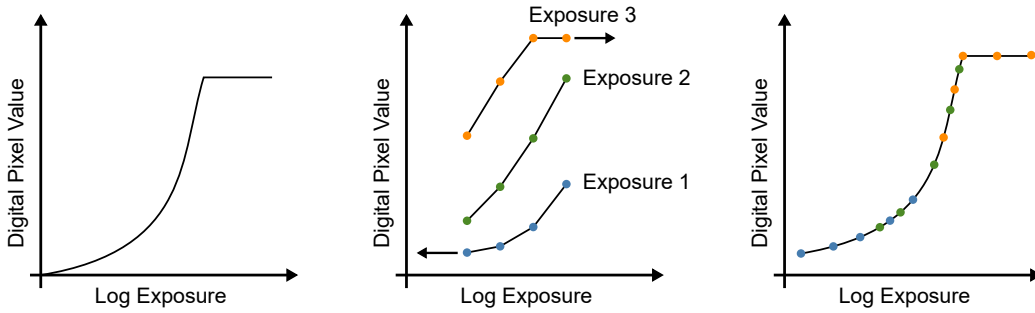 Digital Pixel Value
Log Exposure
Exposure 3
Exposure 2
Exposure 1
Digital Pixel Value
Log Exposure
Digital Pixel Value
Log Exposure